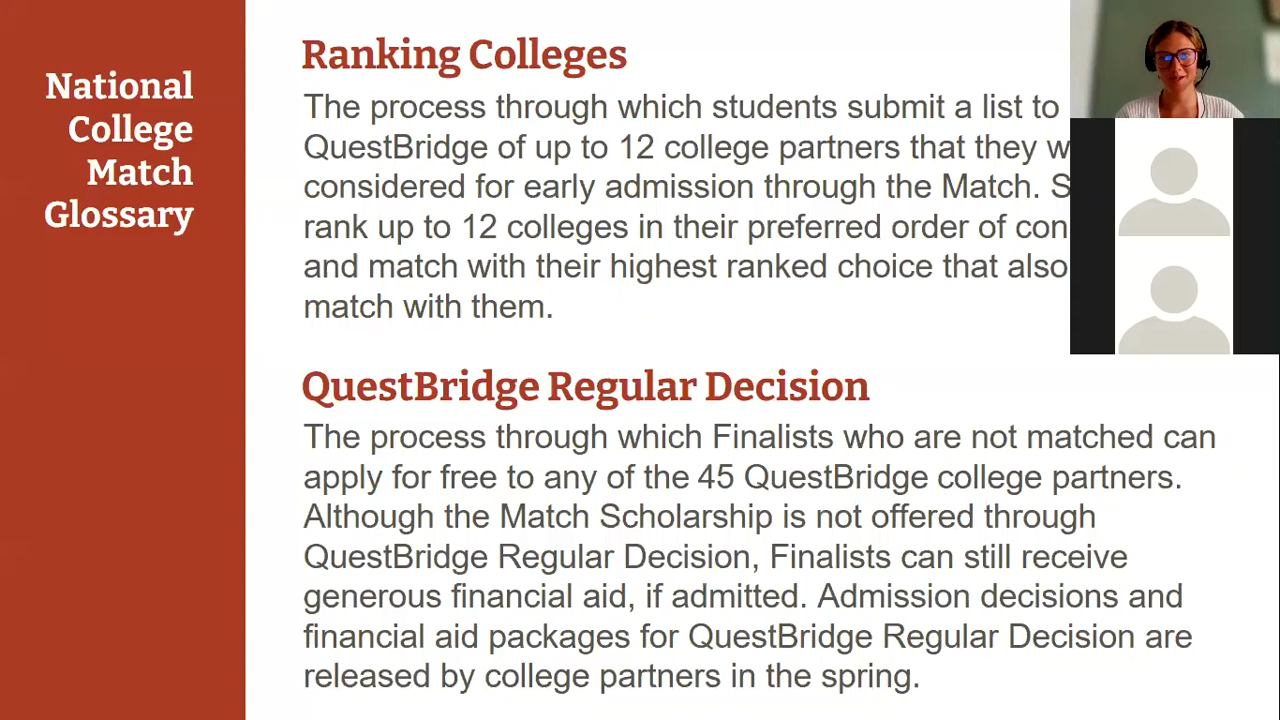 National
College
Match
Glossary
Ranking Colleges
The process through which students submit a list to
QuestBridge of up to 12 college partners that they
considered for early admission through the Match.
rank up to 12 colleges in their preferred order of
and match with their highest ranked choice that also
match with them.
QuestBridge Regular Decision
The process through which Finalists who are not matched can
apply for free to any of the 45 QuestBridge college partners.
Although the Match Scholarship is not offered through
QuestBridge Regular Decision, Finalists can still receive
generous financial aid, if admitted. Admission decisions and
financial aid packages for QuestBridge Regular Decision are
released by college partners in the spring.